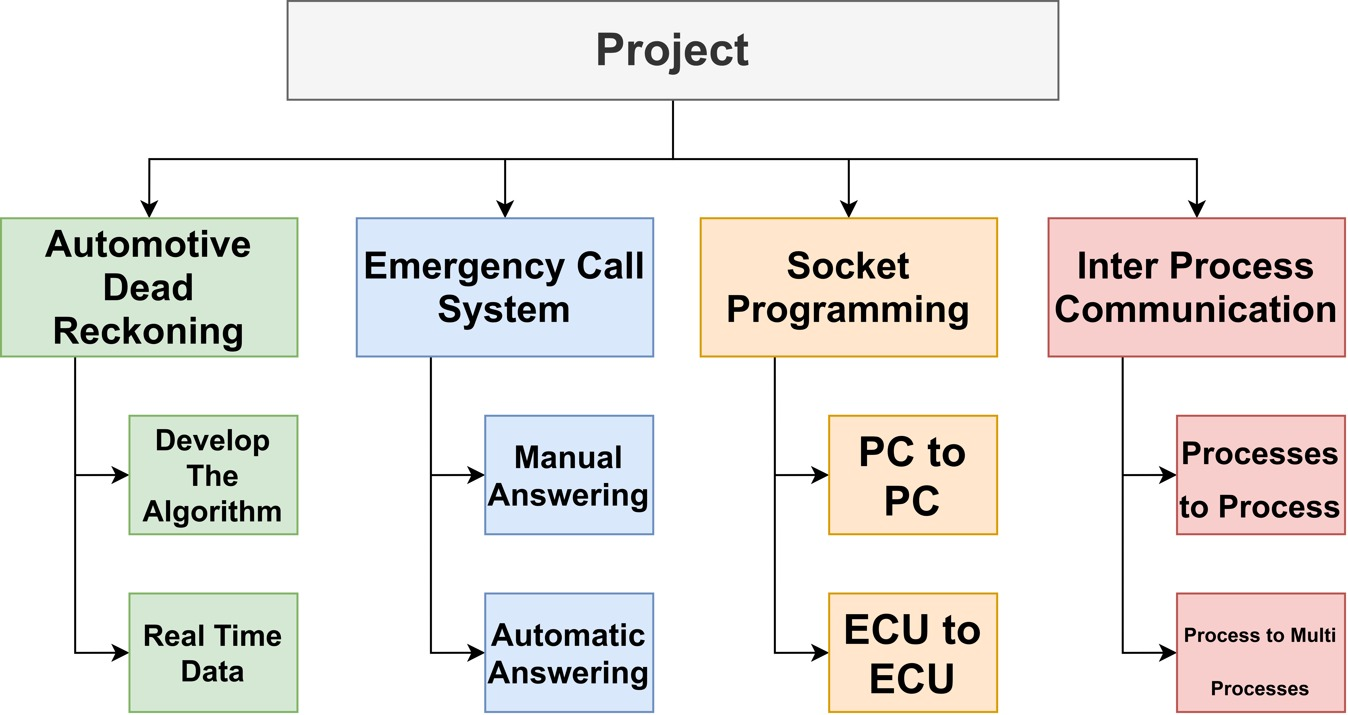 Project
Automotive
Dead
Reckoning
Emergency Call
System
Socket
Programming
Inter Process
Communication
Develop
The
Algorithm
Manual
Answering
PC to
PC
Processes
to Process
Real Time
Data
Automatic
Answering
ECU to
ECU
Process to Multi
Processes